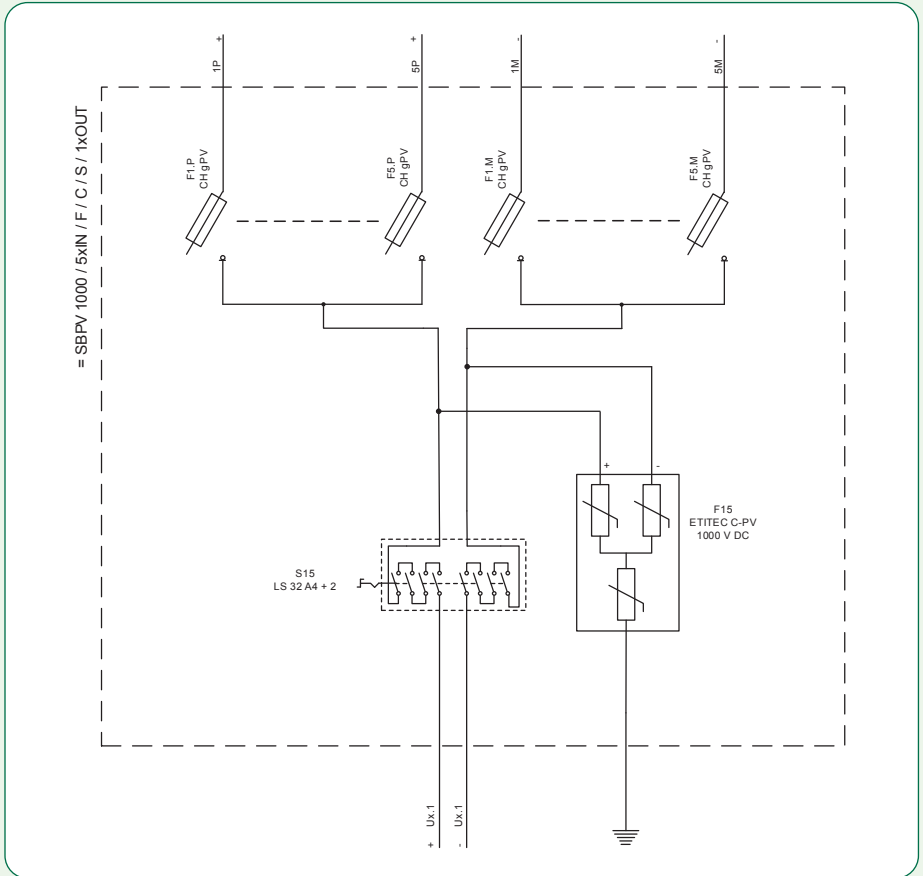 +
+
-
-
1P
5P
1M
5M
= SBPV 1000 / 5xIN / F / C / S / 1xOUT
F1.P
CH gPV
F5.P
CH gPV
F1.M
CH gPV
F5.M
CH gPV
+
-
F15
ETITEC C-PV
1000 V DC
S15
LS 32 A4 + 2
Ux.1
Ux.1
+
-